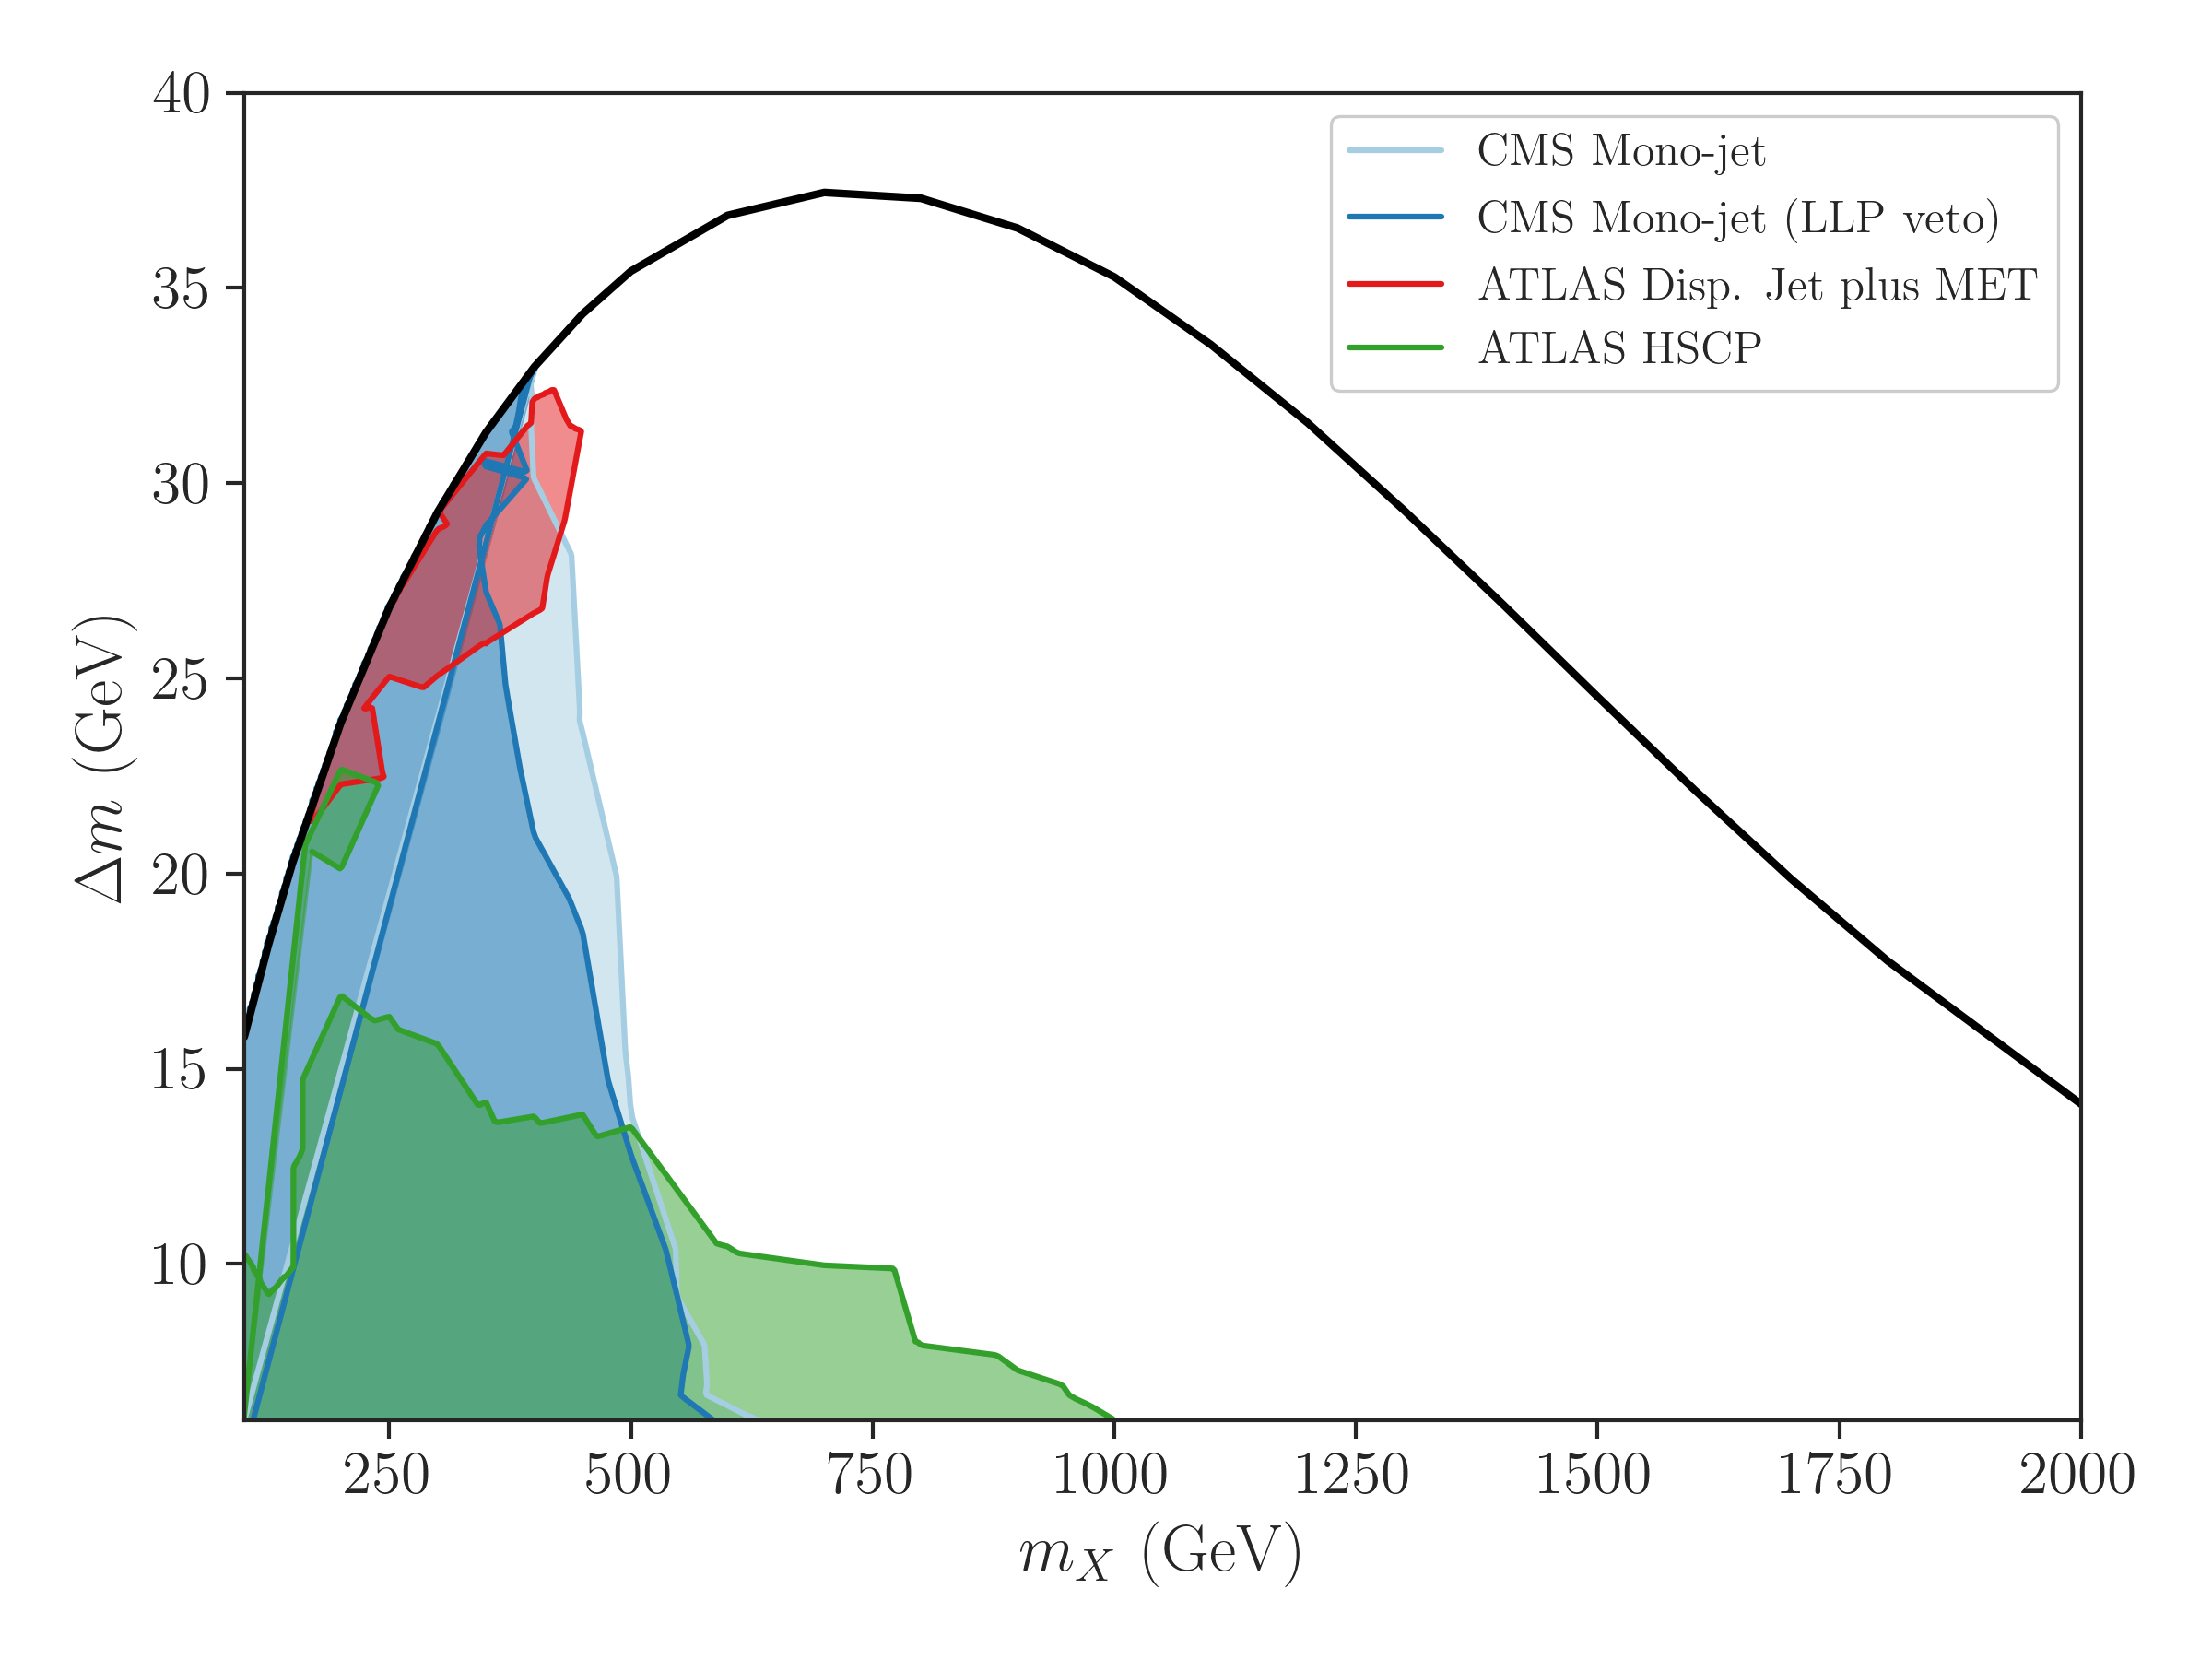 40
35
30
25
20
15
10
Δm (GeV)
CMS Mono-jet
CMS Mono-jet (LLP veto)
ATLAS Disp. Jet plus MET
ATLAS HSCP
250 500 750 1000 1250 1500 1750 2000
m_X (GeV)